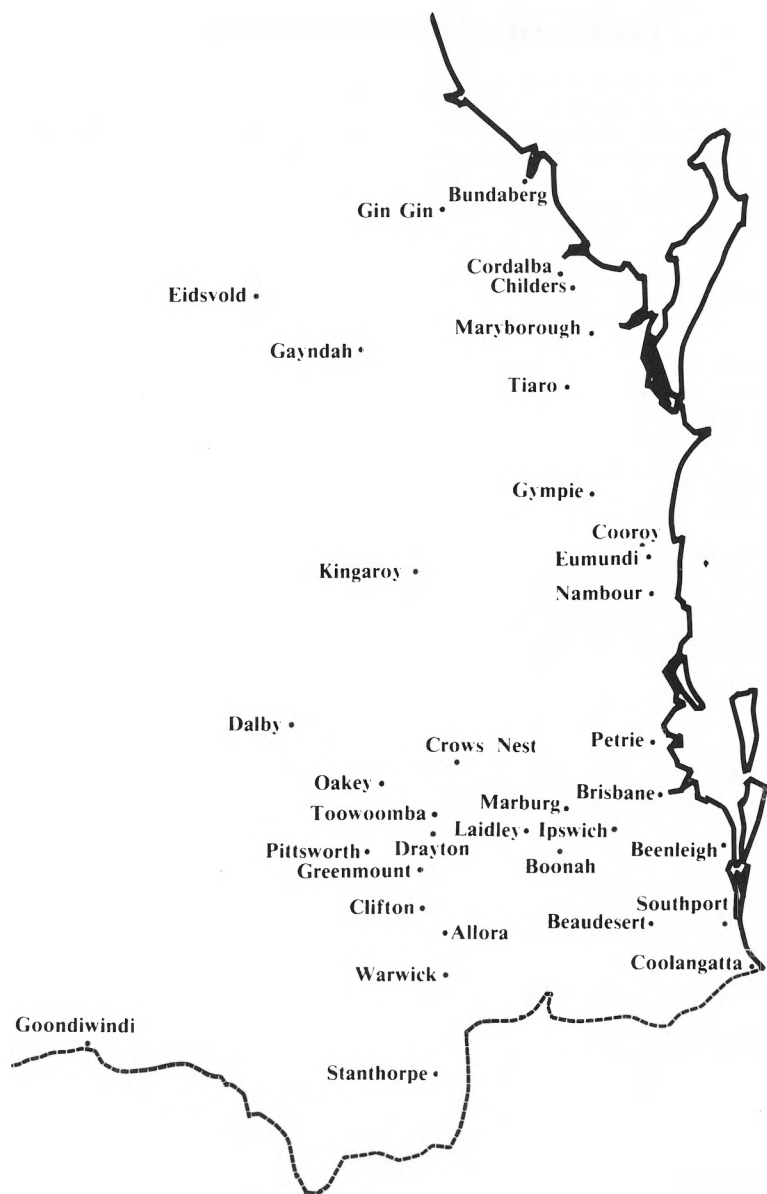 Bundaberg
Gin Gin
Cordalba
Childers
Eidsvold
Maryborough
Gayndah
Tiaro
Gympie
Cooroy
Eumundi
Kingaroy
Nambour
Dalby
Petrie
Crows Nest
Oakey
Brisbane
Marburg
Toowoomba
Laidley
Ipswich
Drayton
Pittsworth
Boonah
Beenleigh
Greenmount
Southport
Clifton
Beaudesert
Allora
Coolangatta
Warwick
Goondiwindi
Stanthorpe